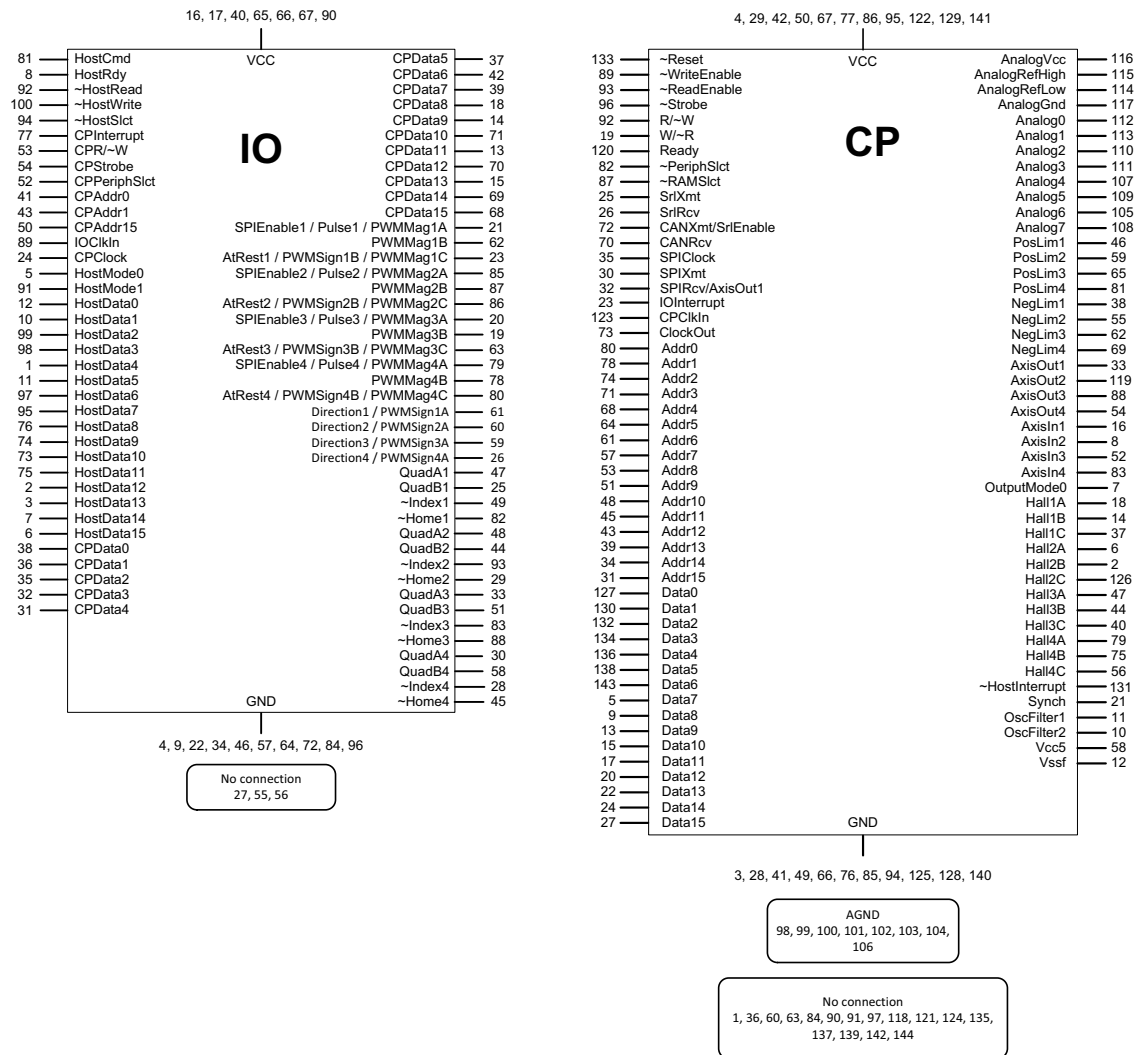 16, 17, 40, 65, 66, 67, 90
VCC
IO
81 HostCmd
8 HostRdy
92 ~HostRead
100 ~HostWrite
94 ~HostSlct
77 CPInterrupt
53 CPR/~W
54 CPStrobe
52 CPPeriphSlct
41 CPAddr0
43 CPAddr1
50 CPAddr15
89 IOClkIn
24 CPClock
5 HostMode0
91 HostMode1
12 HostData0
10 HostData1
99 HostData2
98 HostData3
1 HostData4
11 HostData5
97 HostData6
95 HostData7
76 HostData8
74 HostData9
73 HostData10
75 HostData11
2 HostData12
3 HostData13
7 HostData14
6 HostData15
38 CPData0
36 CPData1
35 CPData2
32 CPData3
31 CPData4
CPData5 37
CPData6 42
CPData7 39
CPData8 18
CPData9 14
CPData10 71
CPData11 13
CPData12 70
CPData13 15
CPData14 69
CPData15 68
SPIEnable1 / Pulse1 / PWMMag1A 21
PWMMag1B 62
AtRest1 / PWMSign1B / PWMMag1C 23
SPIEnable2 / Pulse2 / PWMMag2A 85
PWMMag2B 87
AtRest2 / PWMSign2B / PWMMag2C 86
SPIEnable3 / Pulse3 / PWMMag3A 20
PWMMag3B 19
AtRest3 / PWMSign3B / PWMMag3C 63
SPIEnable4 / Pulse4 / PWMMag4A 79
PWMMag4B 78
AtRest4 / PWMSign4B / PWMMag4C 80
Direction1 / PWMSign1A 61
Direction2 / PWMSign2A 60
Direction3 / PWMSign3A 59
Direction4 / PWMSign4A 26
QuadA1 47
QuadB1 25
~Index1 49
~Home1 82
QuadA2 48
QuadB2 44
~Index2 93
~Home2 29
QuadA3 33
QuadB3 51
~Index3 83
~Home3 88
QuadA4 30
QuadB4 58
~Index4 28
~Home4 45
GND
4, 9, 22, 34, 46, 57, 64, 72, 84, 96
No connection
27, 55, 56
4, 29, 42, 50, 67, 77, 86, 95, 122, 129, 141
VCC
CP
133 ~Reset
89 ~WriteEnable
93 ~ReadEnable
96 ~Strobe
92 R/~W
19 W/~R
120 Ready
82 ~PeriphSlct
87 ~RAMSlct
25 SrlXmt
26 SrlRcv
72 CANXmt/SrlEnable
70 CANRcv
35 SPIClock
30 SPIXmt
32 SPIRcv/AxisOut1
23 IOInterrupt
123 CPClkIn
73 ClockOut
80 Addr0
78 Addr1
74 Addr2
71 Addr3
68 Addr4
64 Addr5
61 Addr6
57 Addr7
53 Addr8
51 Addr9
48 Addr10
45 Addr11
43 Addr12
39 Addr13
34 Addr14
31 Addr15
127 Data0
130 Data1
132 Data2
134 Data3
136 Data4
138 Data5
143 Data6
5 Data7
9 Data8
13 Data9
15 Data10
17 Data11
20 Data12
22 Data13
24 Data14
27 Data15
AnalogVcc 116
AnalogRefHigh 115
AnalogRefLow 114
AnalogGnd 117
Analog0 112
Analog1 113
Analog2 110
Analog3 111
Analog4 107
Analog5 109
Analog6 105
Analog7 108
PosLim1 46
PosLim2 59
PosLim3 65
PosLim4 81
NegLim1 38
NegLim2 55
NegLim3 62
NegLim4 69
AxisOut1 33
AxisOut2 119
AxisOut3 88
AxisOut4 54
AxisIn1 16
AxisIn2 8
AxisIn3 52
AxisIn4 83
OutputMode0 7
Hall1A 18
Hall1B 14
Hall1C 37
Hall2A 6
Hall2B 2
Hall2C 126
Hall3A 47
Hall3B 44
Hall3C 40
Hall4A 79
Hall4B 75
Hall4C 56
~HostInterrupt 131
Synch 21
OscFilter1 11
OscFilter2 10
Vcc5 58
Vssf 12
GND
3, 28, 41, 49, 66, 76, 85, 94, 125, 128, 140
AGND
98, 99, 100, 101, 102, 103, 104,
106
No connection
1, 36, 60, 63, 84, 90, 91, 97, 118, 121, 124, 135,
137, 139, 142, 144